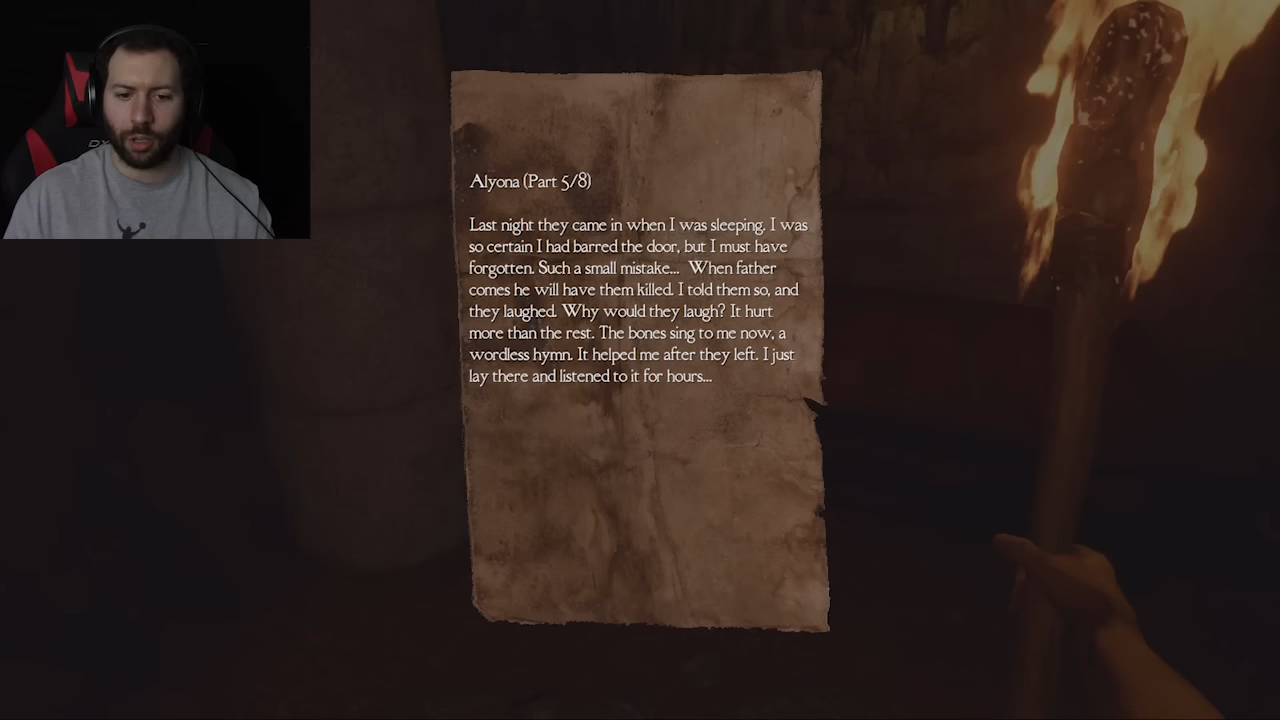 Alyona (Part 5/8)
Last night they came in when I was sleeping. I was
so certain I had barred the door, but I must have
forgotten. Such a small mistake... When father
comes he will have them killed. I told them so, and
they laughed. Why would they laugh? It hurt
more than the rest. The bones sing to me now, a
wordless hymn. It helped me after they left. I just
lay there and listened to it for hours...